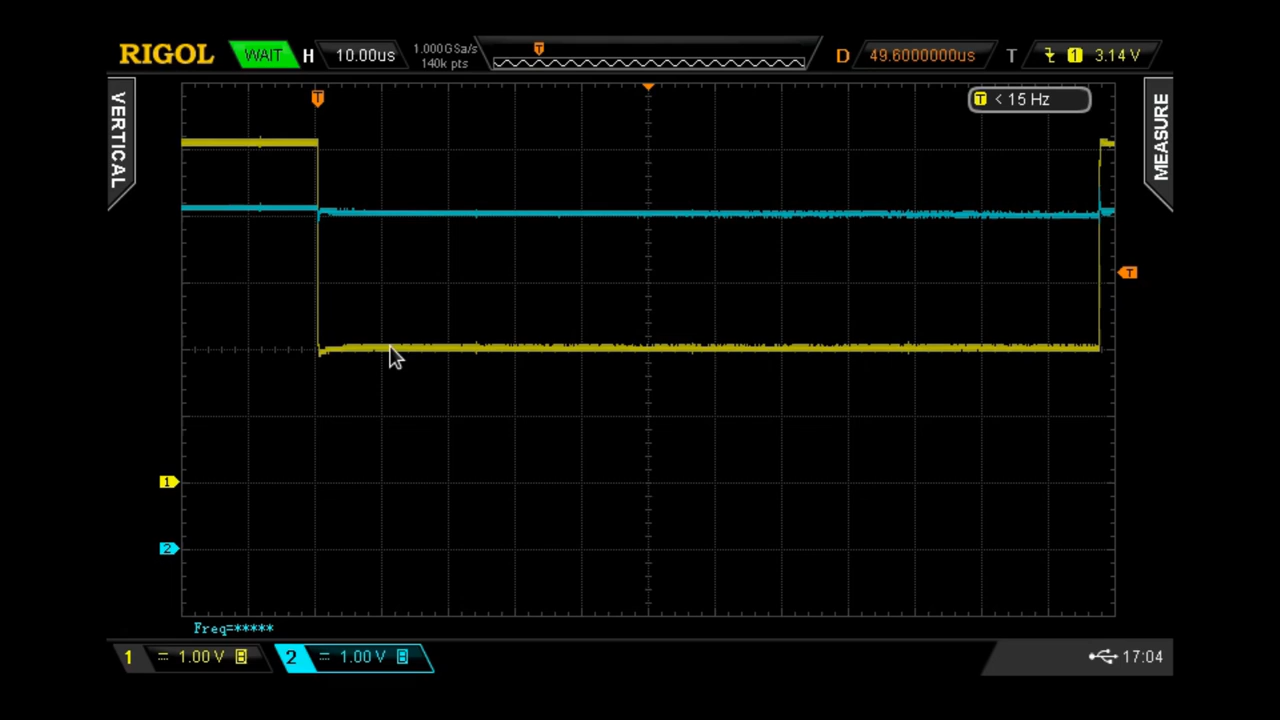 RIGOL WAIT H 10.00us 1.000GSa/s 140k pts T D 49.6000000us T 1 3.14 V
VERTICAL
T
T < 15 Hz
MEASURE
T
1
2
Freq=*****
1 = 1.00 V B 2 = 1.00 V B 17:04